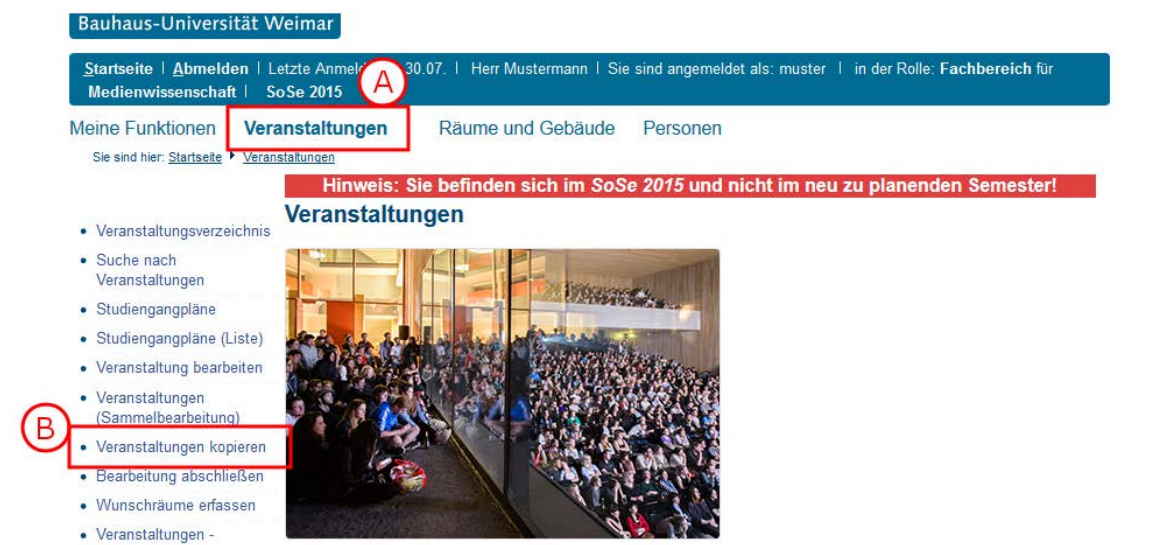 Bauhaus-Universität Weimar
Startseite | Abmelden | Letzte 30.07. | Herr Mustermann | Sie sind angemeldet als: muster | in der Rolle: Fachbereich für
Medienwissenschaft | SoSe 2015
A
Meine Funktionen Veranstaltungen Räume und Gebäude Personen
Sie sind hier: Startseite Veranstaltungen
Hinweis: Sie befinden sich im SoSe 2015 und nicht im neu zu planenden Semester!
Veranstaltungen
• Veranstaltungsverzeichnis
• Suche nach
Veranstaltungen
• Studiengangpläne
• Studiengangpläne (Liste)
• Veranstaltung bearbeiten
• Veranstaltungen
(Sammelbearbeitung)
B
• Veranstaltungen kopieren
• Bearbeitung abschließen
• Wunschräume erfassen
• Veranstaltungen -